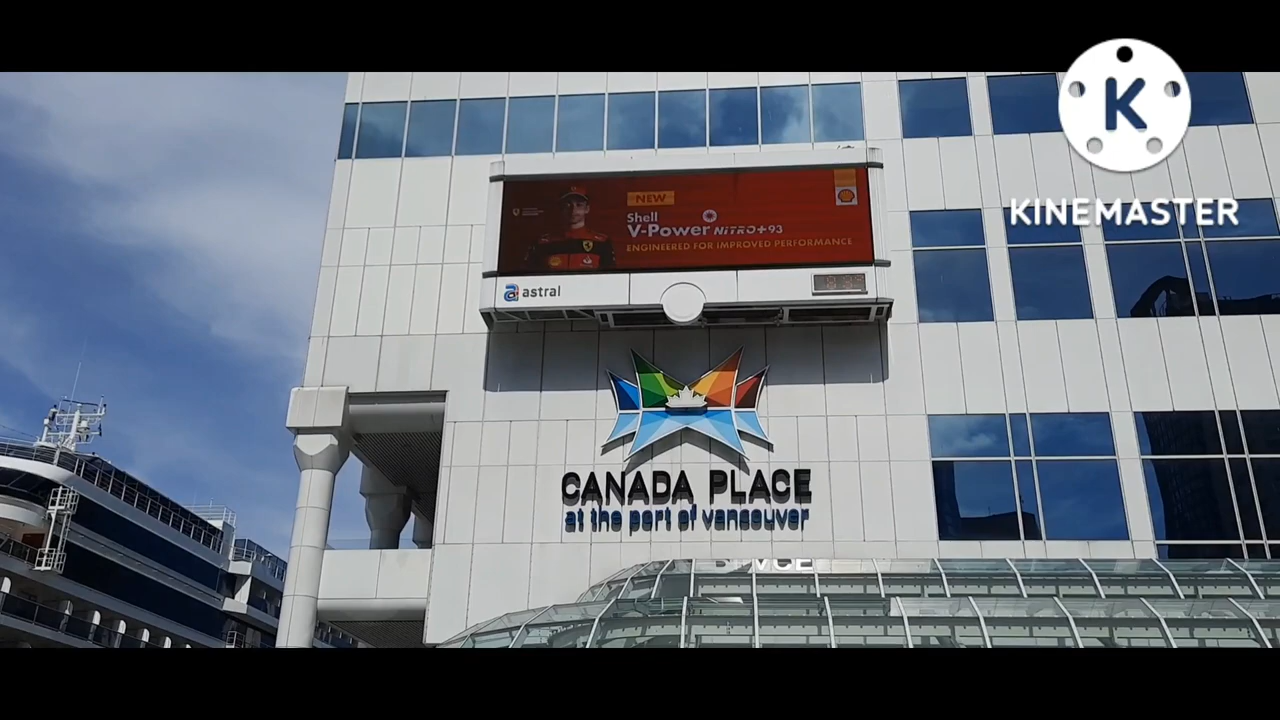 KINEMASTER
NEW
Shell
V-Power NiTRO+93
ENGINEERED FOR IMPROVED PERFORMANCE
astral
CANADA PLACE
at the port of vancouver